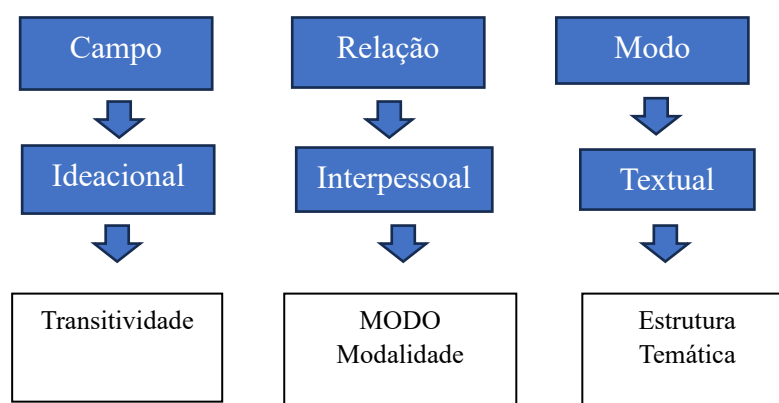 Campo
Relação
Modo
Ideacional
Interpessoal
Textual
Transitividade
MODO
Modalidade
Estrutura
Temática